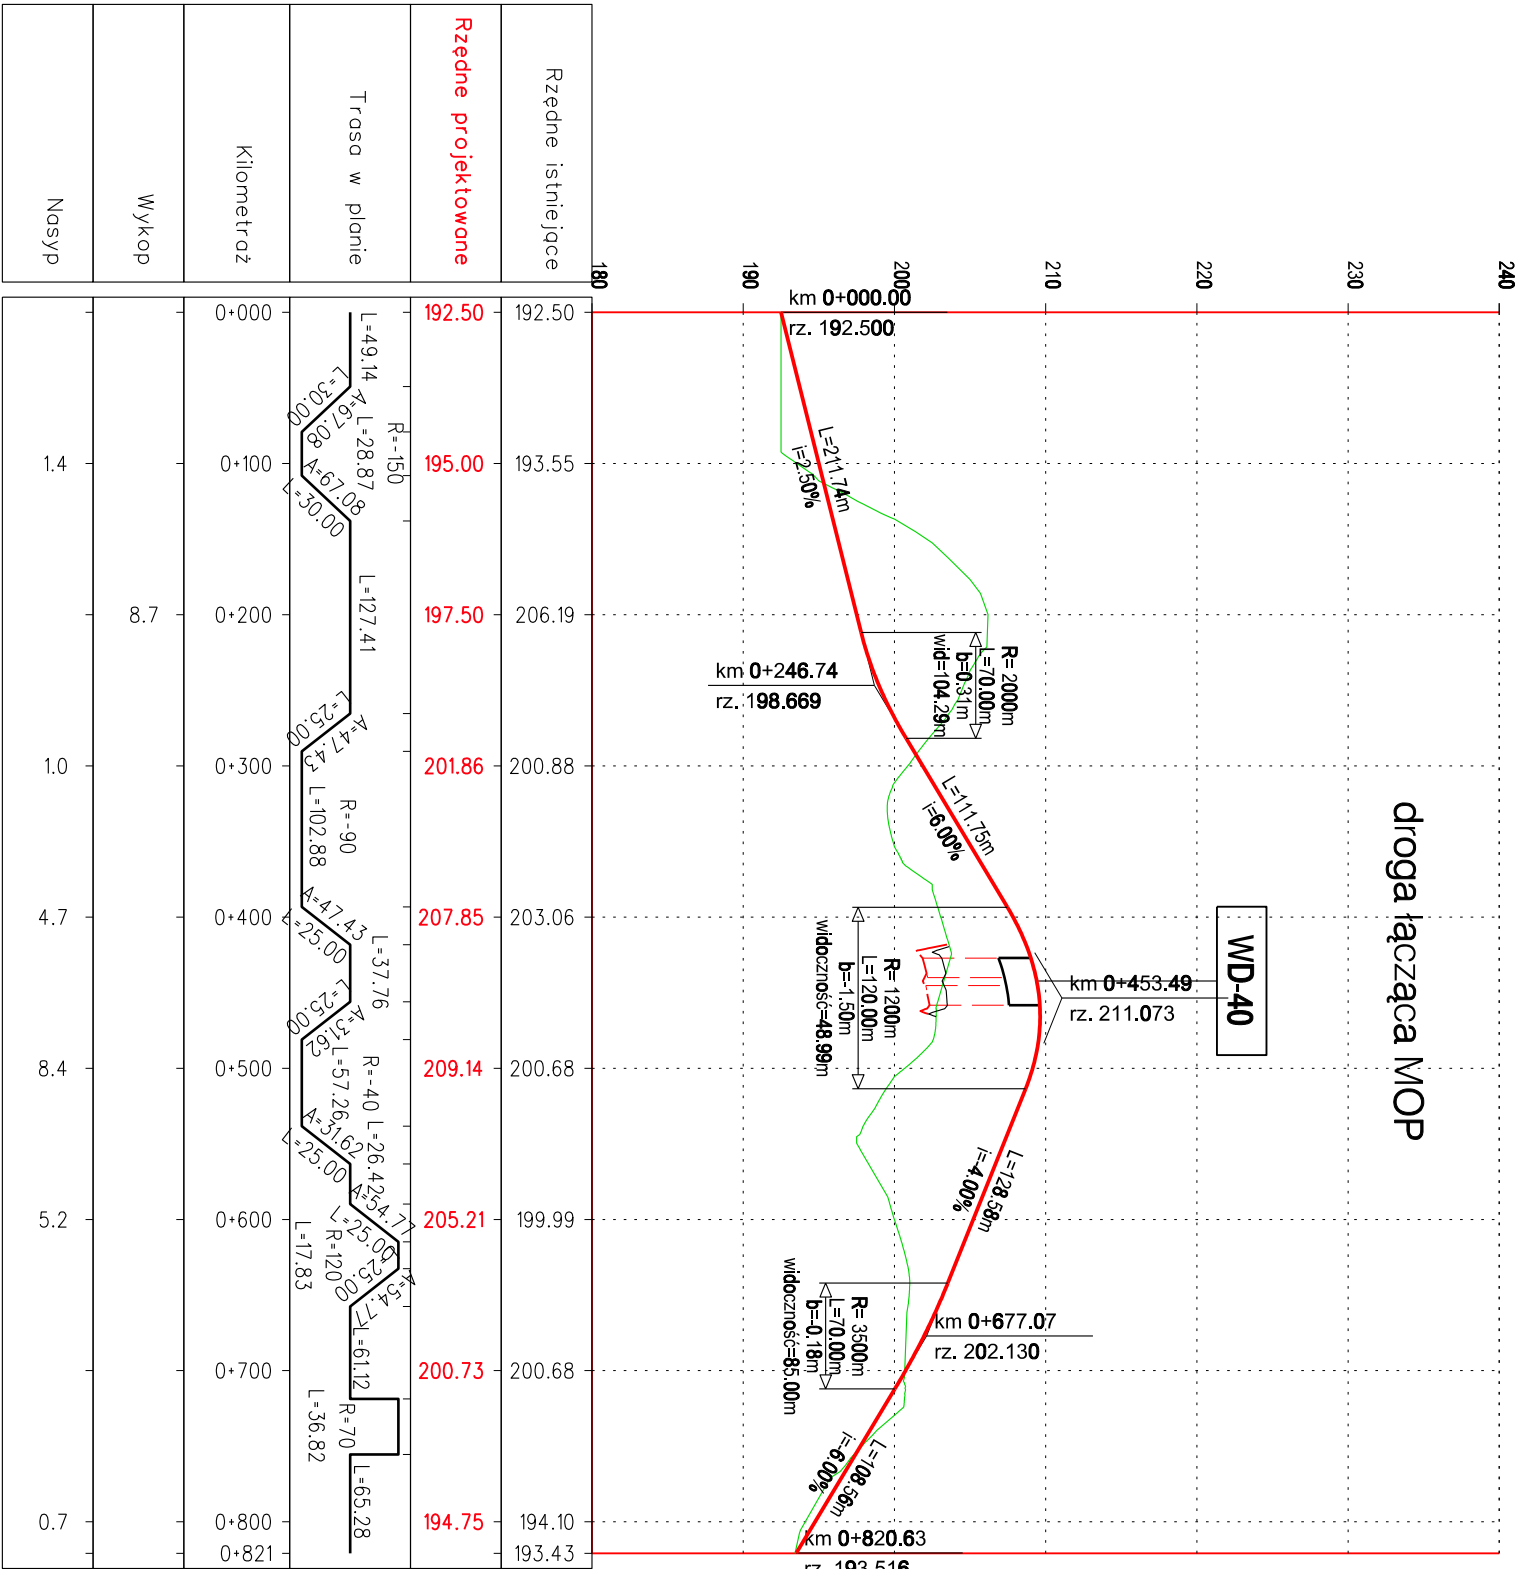 droga łącząca MOP
WD-40
240
230
220
210
200
190
180
km 0+000.00
rz. 192.500
L=211.74m
i=2.50%
R= 2000m
L=70.00m
b=0.31m
wid=104.29m
km 0+246.74
rz. 198.669
L=111.75m
i=6.00%
R= 1200m
L=120.00m
b=-1.50m
widoczność=48.99m
km 0+453.49
rz. 211.073
L=128.58m
i=-4.00%
R= 3500m
L=70.00m
b=-0.18m
widoczność=85.00m
km 0+677.07
rz. 202.130
L=108.56m
i=-6.00%
km 0+820.63
rz. 193.516
Rzędne istniejące
192.50
193.55
206.19
200.88
203.06
200.68
199.99
200.68
194.10
193.43
Rzędne projektowane
192.50
195.00
197.50
201.86
207.85
209.14
205.21
200.73
194.75
Trasa w planie
L=49.14
A=67.08
L=30.00
R=-150
L=28.87
A=67.08
L=30.00
L=127.41
A=47.43
L=25.00
R=-90
L=102.88
A=47.43
L=25.00
L=37.76
A=31.62
L=25.00
R=-40
L=57.26
A=31.62
L=25.00
L=26.42
A=54.77
L=25.00
R=120
L=17.83
A=54.77
L=25.00
L=61.12
R=70
L=36.82
L=65.28
Kilometraż
0+000
0+100
0+200
0+300
0+400
0+500
0+600
0+700
0+800
0+821
Wykop
8.7
Nasyp
1.4
1.0
4.7
8.4
5.2
0.7